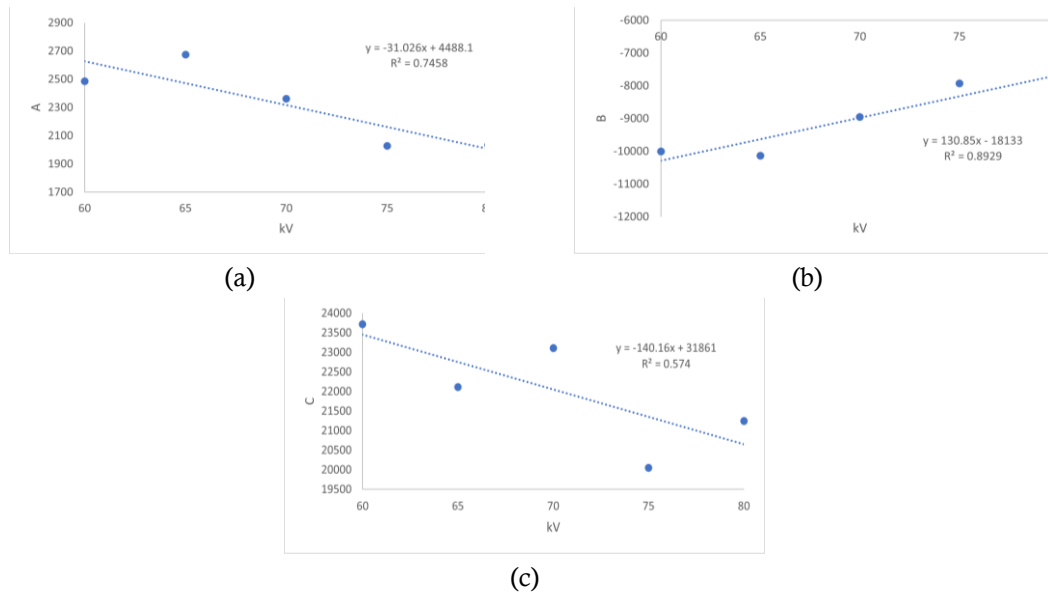 2900
2700
2500
2300
2100
1900
1700
A
60
65
70
75
kV
y = -31.026x + 4488.1
R² = 0.7458
(a)
-6000
-7000
-8000
-9000
-10000
-11000
-12000
B
60
65
70
75
kV
y = 130.85x - 18133
R² = 0.8929
(b)
24000
23500
23000
22500
22000
21500
21000
20500
20000
19500
C
60
65
70
75
80
kV
y = -140.16x + 31861
R² = 0.574
(c)